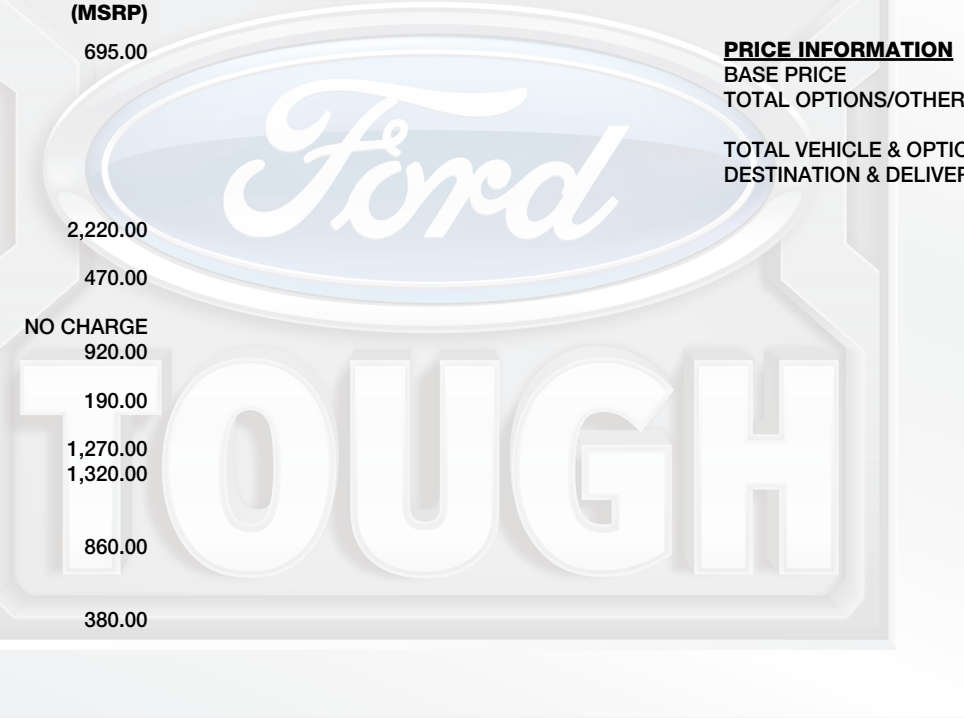 (MSRP)
695.00
2,220.00
470.00
NO CHARGE
920.00
190.00
1,270.00
1,320.00
860.00
380.00
PRICE INFORMATION
BASE PRICE
TOTAL OPTIONS/OTHER
TOTAL VEHICLE & OPTIO
DESTINATION & DELIVER
Ford
TOUGH